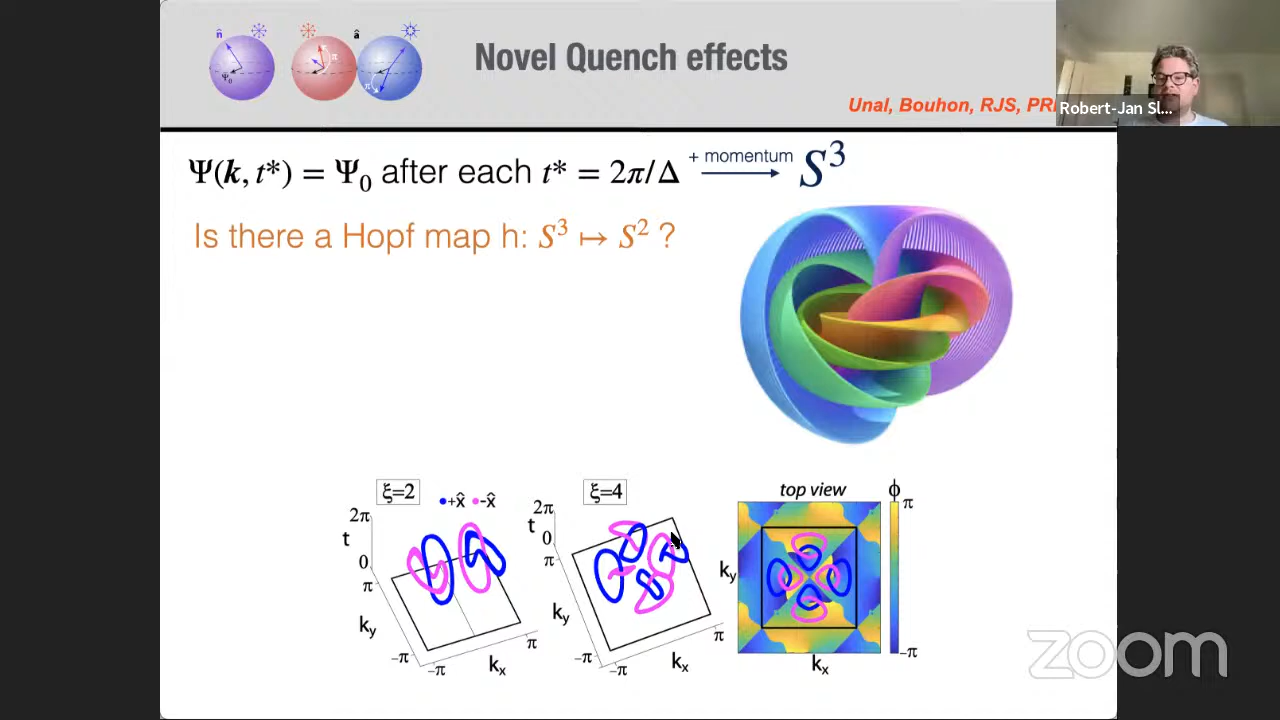 n̂
â
Ψ₀
π
π
Novel Quench effects
Unal, Bouhon, RJS, PR
Robert-Jan Sl...
Ψ(k, t*) = Ψ₀ after each t* = 2π/Δ
+ momentum
S³
Is there a Hopf map h: S³ ↦ S² ?
ξ=2
+x̂ -x̂
2π
t
0
π
k_y
-π
-π
k_x
π
ξ=4
2π
t
0
π
k_y
-π
-π
k_x
π
top view
ϕ
π
k_y
-π
k_x
zoom